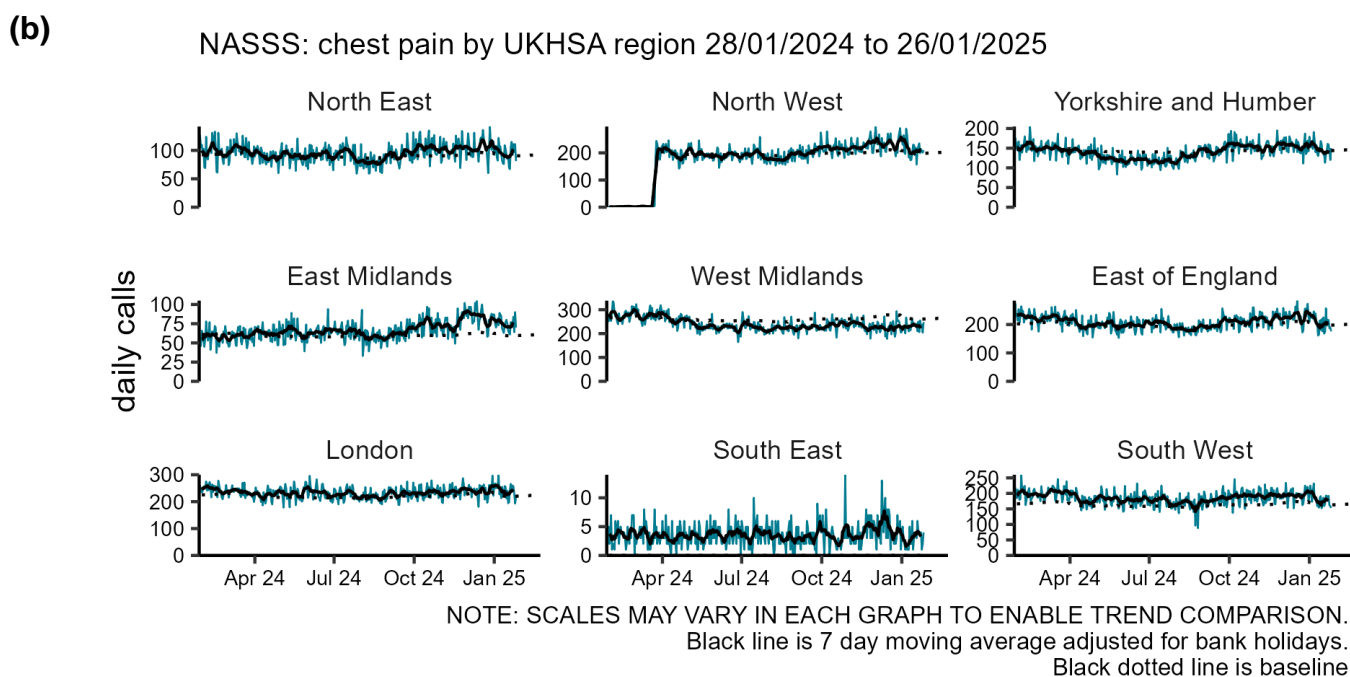 (b)
NASSS: chest pain by UKHSA region 28/01/2024 to 26/01/2025
North East
100
50
0
North West
200
100
0
Yorkshire and Humber
200
150
100
50
0
daily calls
East Midlands
100
75
50
25
0
West Midlands
300
200
100
0
East of England
200
100
0
London
300
200
100
0
South East
10
5
0
South West
250
200
150
100
50
0
Apr 24 Jul 24 Oct 24 Jan 25
Apr 24 Jul 24 Oct 24 Jan 25
Apr 24 Jul 24 Oct 24 Jan 25
NOTE: SCALES MAY VARY IN EACH GRAPH TO ENABLE TREND COMPARISON.
Black line is 7 day moving average adjusted for bank holidays.
Black dotted line is baseline